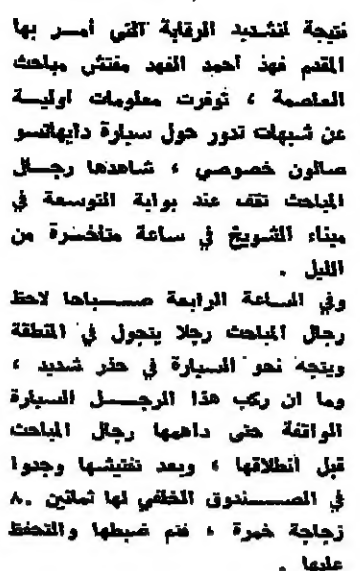 نتيجة لتشديد الرقابة التي أمر بها
المقدم فهد أحمد الفهد مفتش مباحث
العاصمة ، توفرت معلومات أولية
عن شبهات تدور حول سيارة دايهاتسو
صالون خصوصي ، شاهدها رجال
المباحث تقف عند بوابة التوسعة في
ميناء الشويخ في ساعة متأخرة من
الليل .
وفي الساعة الرابعة صباحا لاحظ
رجال المباحث رجلا يتجول في المنطقة
ويتجه نحو السيارة في حذر شديد ،
وما ان ركب هذا الرجل السيارة
الواقفة حتى داهمها رجال المباحث
قبل أنطلاقها ، وبعد تفتيشها وجدوا
في الصندوق الخلفي لها ثمانين ٨٠
زجاجة خمرة ، فتم ضبطها والتحفظ
عليها .